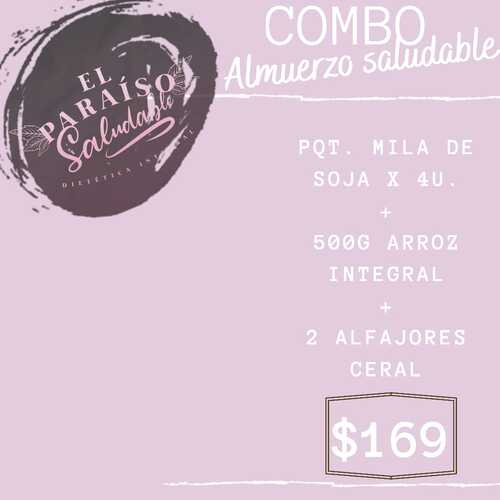 COMBO
Almuerzo saludable
EL
PARAÍSO
Saludable
DIETÉTICA INTEGRAL
PQT. MILA DE
SOJA X 4U.
+
500G ARROZ
INTEGRAL
+
2 ALFAJORES
CERAL
$169